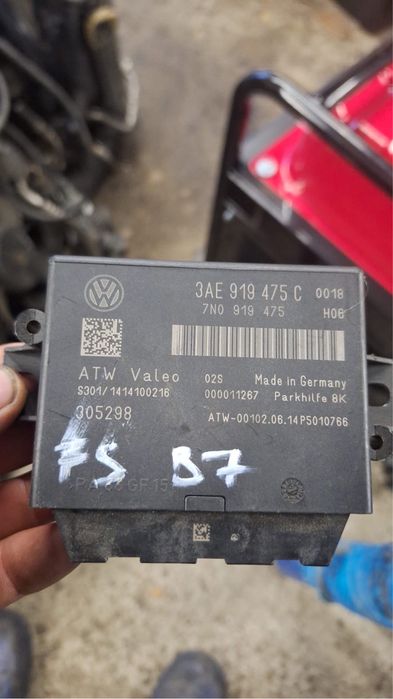 3AE 919 475 C 0018
7N0 919 475 H06
ATW Valeo 02S Made in Germany
S301/1414100216 000011267 Parkhilfe 8K
305298 ATW-00102.06.14P5010766
FS B7